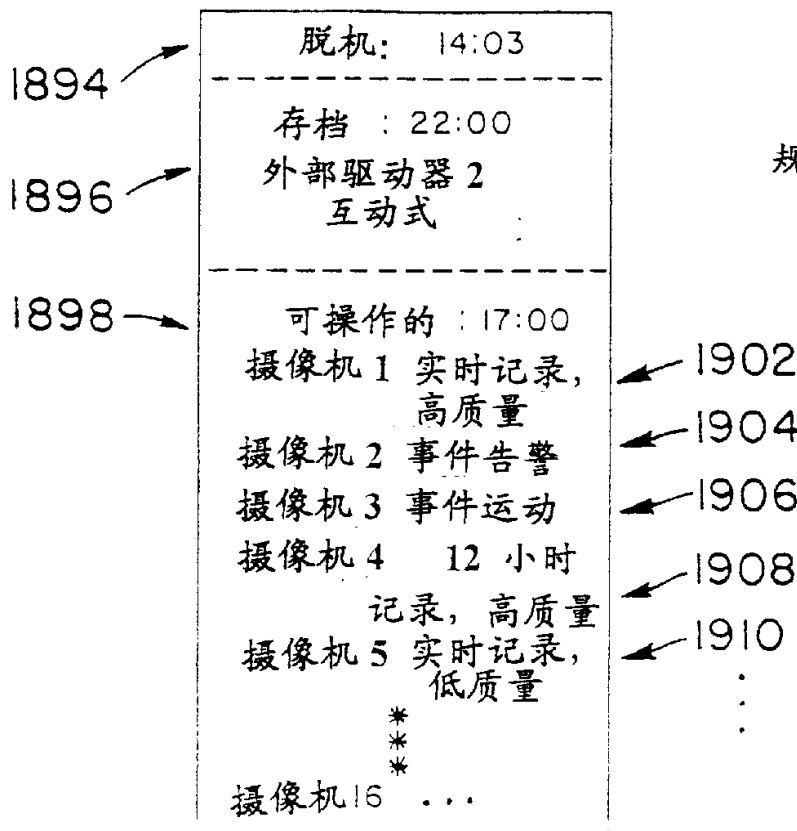 1894
脱机: 14:03
存档 :22:00
1896
外部驱动器 2
互动式
1898
可操作的 :17:00
摄像机 1 实时记录,
高质量
1902
摄像机 2 事件告警
1904
摄像机 3 事件运动
1906
摄像机 4 12 小时
记录, 高质量
1908
摄像机 5 实时记录,
低质量
1910
*
*
*
摄像机16 ...